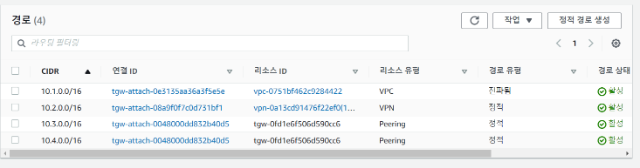 경로 (4)
작업
정적 경로 생성
라우팅 필터링
1
CIDR
연결 ID
리소스 ID
리소스 유형
경로 유형
경로 상태
10.1.0.0/16 tgw-attach-0e3135aa36a3f5e5e vpc-0751bf462c9284422 VPC 전파됨 활성
10.2.0.0/16 tgw-attach-08a9f0f7c0d731bf1 vpn-0a13cd91476f22ef0(1... VPN 정적 활성
10.3.0.0/16 tgw-attach-0048000dd832b40d5 tgw-0fd1e6f506d590cc6 Peering 정적 활성
10.4.0.0/16 tgw-attach-0048000dd832b40d5 tgw-0fd1e6f506d590cc6 Peering 정적 활성